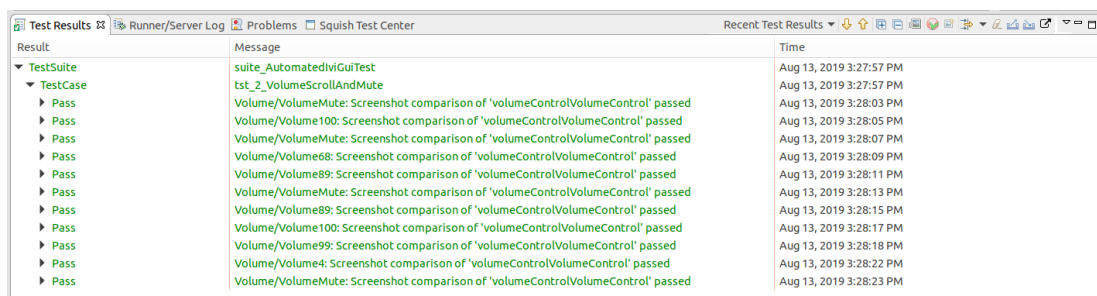 Test Results Runner/Server Log Problems Squish Test Center Recent Test Results
Result Message Time
TestSuite suite_AutomatedIviGuiTest Aug 13, 2019 3:27:57 PM
TestCase tst_2_VolumeScrollAndMute Aug 13, 2019 3:27:57 PM
Pass Volume/VolumeMute: Screenshot comparison of 'volumeControlVolumeControl' passed Aug 13, 2019 3:28:03 PM
Pass Volume/Volume100: Screenshot comparison of 'volumeControlVolumeControl' passed Aug 13, 2019 3:28:05 PM
Pass Volume/VolumeMute: Screenshot comparison of 'volumeControlVolumeControl' passed Aug 13, 2019 3:28:07 PM
Pass Volume/Volume68: Screenshot comparison of 'volumeControlVolumeControl' passed Aug 13, 2019 3:28:09 PM
Pass Volume/Volume89: Screenshot comparison of 'volumeControlVolumeControl' passed Aug 13, 2019 3:28:11 PM
Pass Volume/VolumeMute: Screenshot comparison of 'volumeControlVolumeControl' passed Aug 13, 2019 3:28:13 PM
Pass Volume/Volume89: Screenshot comparison of 'volumeControlVolumeControl' passed Aug 13, 2019 3:28:15 PM
Pass Volume/Volume100: Screenshot comparison of 'volumeControlVolumeControl' passed Aug 13, 2019 3:28:17 PM
Pass Volume/Volume99: Screenshot comparison of 'volumeControlVolumeControl' passed Aug 13, 2019 3:28:18 PM
Pass Volume/Volume4: Screenshot comparison of 'volumeControlVolumeControl' passed Aug 13, 2019 3:28:22 PM
Pass Volume/VolumeMute: Screenshot comparison of 'volumeControlVolumeControl' passed Aug 13, 2019 3:28:23 PM